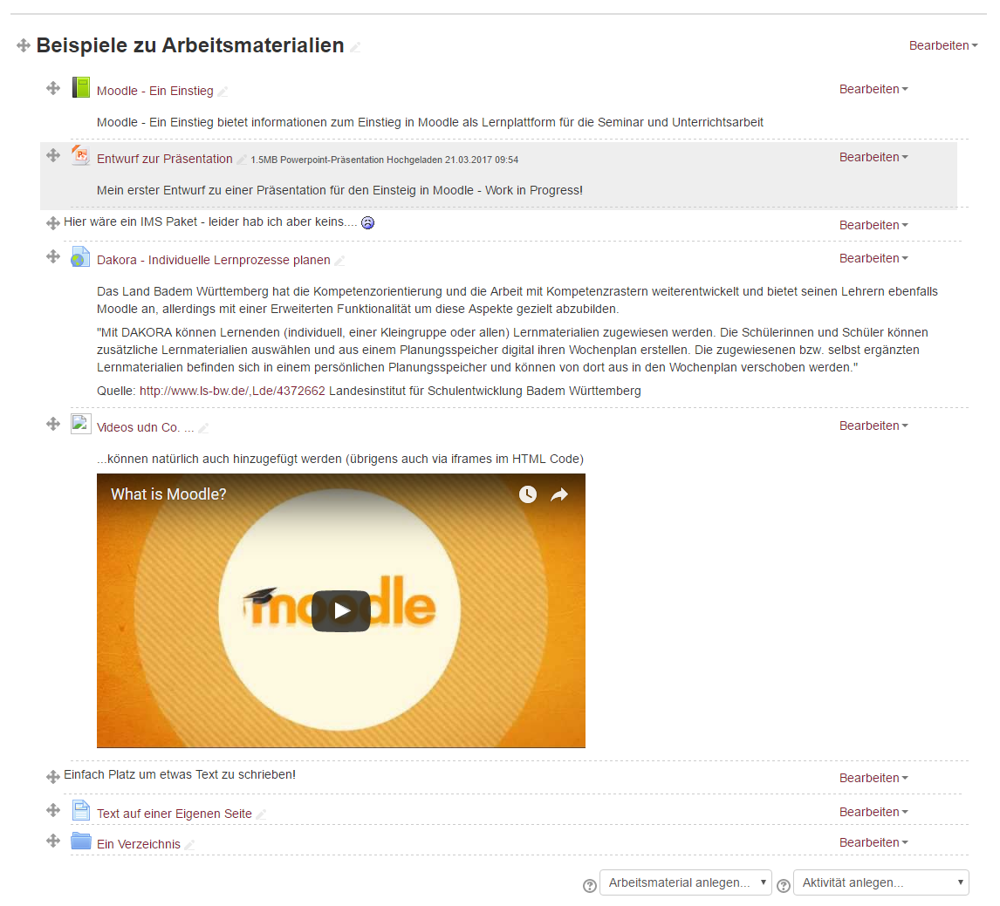 Beispiele zu Arbeitsmaterialien Bearbeiten
Moodle - Ein Einstieg Bearbeiten
Moodle - Ein Einstieg bietet informationen zum Einstieg in Moodle als Lernplattform für die Seminar und Unterrichtsarbeit
Entwurf zur Präsentation 1.5MB Powerpoint-Präsentation Hochgeladen 21.03.2017 09:54 Bearbeiten
Mein erster Entwurf zu einer Präsentation für den Einsteig in Moodle - Work in Progress!
Hier wäre ein IMS Paket - leider hab ich aber keins.... Bearbeiten
Dakora - Individuelle Lernprozesse planen Bearbeiten
Das Land Badem Württemberg hat die Kompetenzorientierung und die Arbeit mit Kompetenzrastern weiterentwickelt und bietet seinen Lehrern ebenfalls
Moodle an, allerdings mit einer Erweiterten Funktionalität um diese Aspekte gezielt abzubilden.
"Mit DAKORA können Lernenden (individuell, einer Kleingruppe oder allen) Lernmaterialien zugewiesen werden. Die Schülerinnen und Schüler können
zusätzliche Lernmaterialien auswählen und aus einem Planungsspeicher digital ihren Wochenplan erstellen. Die zugewiesenen bzw. selbst ergänzten
Lernmaterialien befinden sich in einem persönlichen Planungsspeicher und können von dort aus in den Wochenplan verschoben werden."
Quelle: http://www.ls-bw.de/,Lde/4372662 Landesinstitut für Schulentwicklung Badem Württemberg
Videos udn Co. ... Bearbeiten
...können natürlich auch hinzugefügt werden (übrigens auch via iframes im HTML Code)
What is Moodle?
moodle
Einfach Platz um etwas Text zu schrieben! Bearbeiten
Text auf einer Eigenen Seite Bearbeiten
Ein Verzeichnis Bearbeiten
Arbeitsmaterial anlegen... Aktivität anlegen...